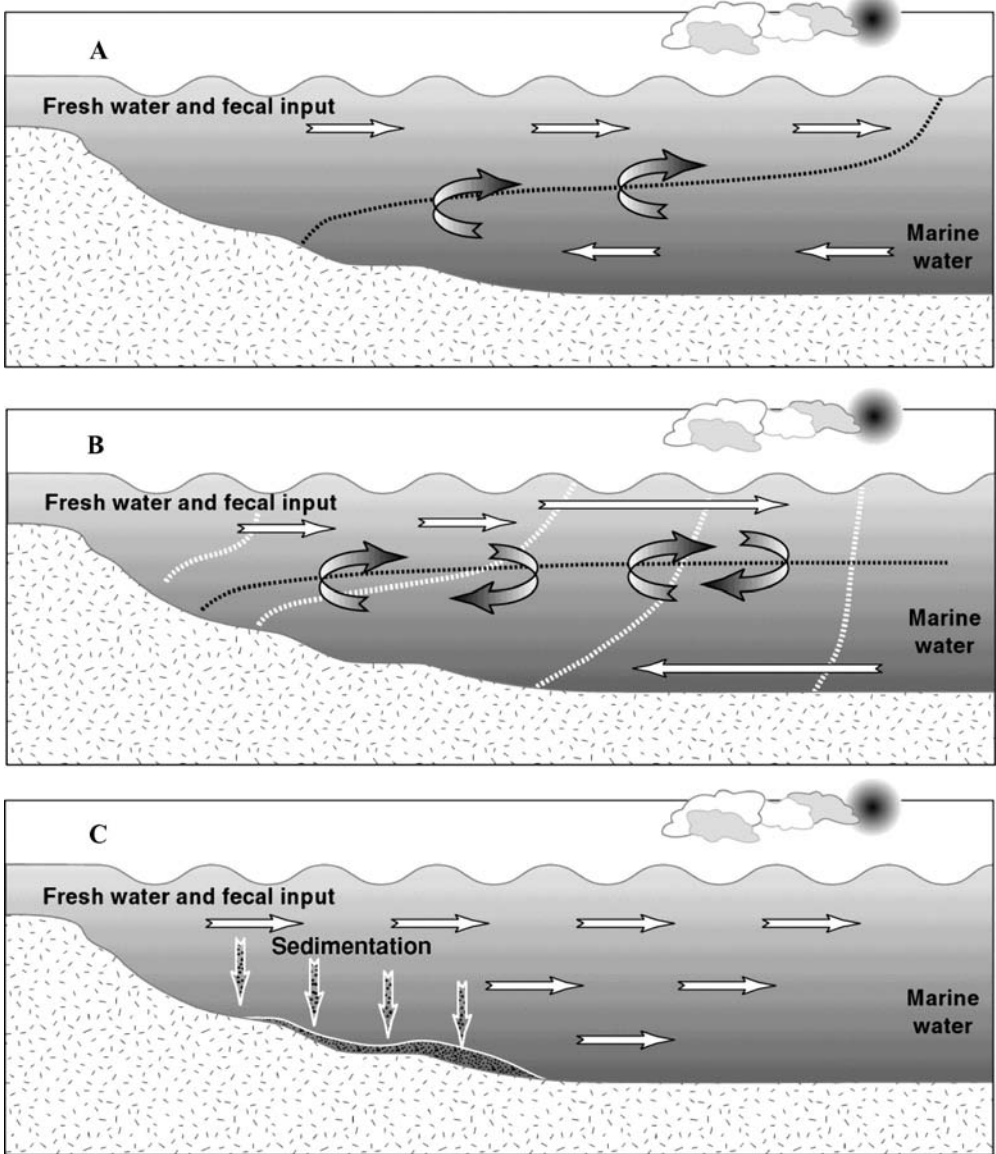 A
Fresh water and fecal input
Marine
water
B
Fresh water and fecal input
Marine
water
C
Fresh water and fecal input
Sedimentation
Marine
water